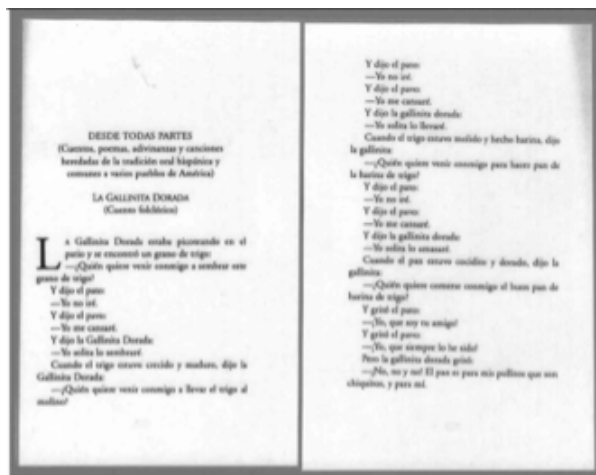 DESDE TODAS PARTES
(Cuentos, poemas, adivinanzas y canciones
heredadas de la tradición oral hispánica y
comunes a varios pueblos de América)
LA GALLINITA DORADA
(Cuento folclórico)
LA Gallinita Dorada estaba picoteando en el
patio y se encontró un grano de trigo:
—¿Quién quiere venir conmigo a sembrar este
grano de trigo?
Y dijo el pato:
—Yo no iré.
Y dijo el pavo:
—Yo me cansaré.
Y dijo la Gallinita Dorada:
—Yo solita lo sembraré.
Cuando el trigo estuvo crecido y maduro, dijo la
Gallinita Dorada:
—¿Quién quiere venir conmigo a llevar el trigo al
molino?
Y dijo el pato:
—Yo no iré.
Y dijo el pavo:
—Yo me cansaré.
Y dijo la gallinita dorada:
—Yo solita lo llevaré.
Cuando el trigo estuvo molido y hecho harina, dijo
la gallinita:
—¿Quién quiere venir conmigo para hacer pan de
la harina de trigo?
Y dijo el pato:
—Yo no iré.
Y dijo el pavo:
—Yo me cansaré.
Y dijo la gallinita dorada:
—Yo solita lo amasaré.
Cuando el pan estuvo cocidito y dorado, dijo la
gallinita:
—¿Quién quiere comerse conmigo el buen pan de
harina de trigo?
Y gritó el pato:
—¡Yo, que soy tu amigo!
Y gritó el pavo:
—¡Yo, que siempre lo he sido!
Pero la gallinita dorada gritó:
—¡No, no y no! El pan es para mis pollitos que son
chiquitos, y para mí.